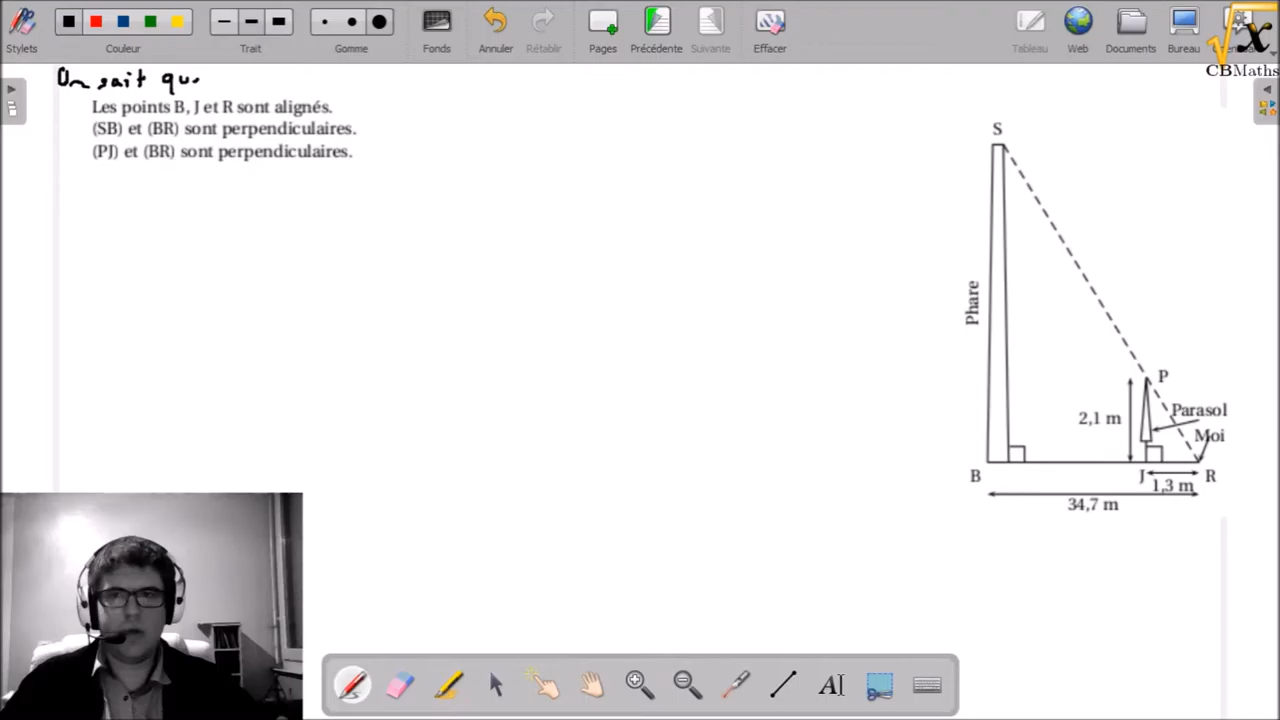 Stylets
Couleur
Trait
Gomme
Fonds
Annuler
Rétablir
Pages
Précédente
Suivante
Effacer
Tableau
Web
Documents
Bureau
√x
CBMaths
On sait que
Les points B, J et R sont alignés.
(SB) et (BR) sont perpendiculaires.
(PJ) et (BR) sont perpendiculaires.
S
Phare
P
2,1 m
Parasol
Moi
B
J
R
1,3 m
34,7 m
AI